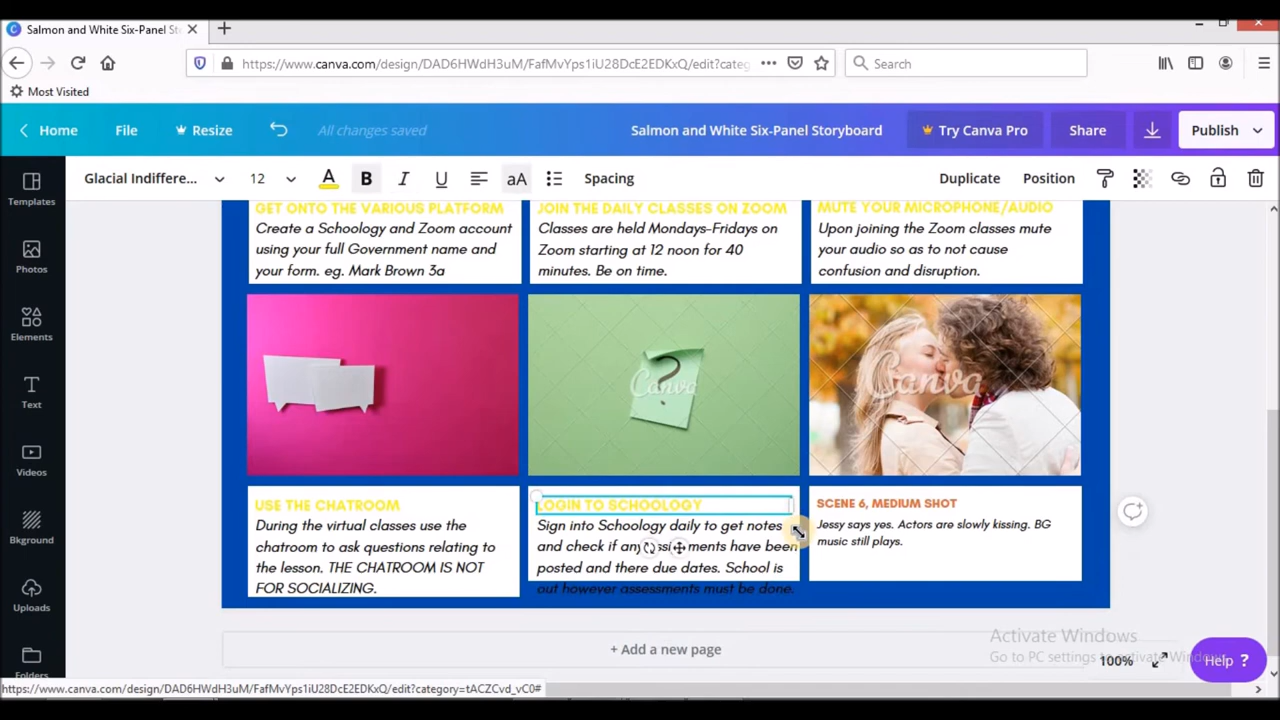 Salmon and White Six-Panel St
https://www.canva.com/design/DAD6HWdH3uM/FafMvYps1iU28DcE2EDKxQ/edit?categ
Search
Most Visited
Home
File
Resize
All changes saved
Salmon and White Six-Panel Storyboard
Try Canva Pro
Share
Publish
Glacial Indiffere...
12
A
B
I
U
aA
Spacing
Duplicate
Position
Templates
Photos
Elements
Text
Videos
Bkground
Uploads
Folders
GET ONTO THE VARIOUS PLATFORM
Create a Schoology and Zoom account
using your full Government name and
your form. eg. Mark Brown 3a
JOIN THE DAILY CLASSES ON ZOOM
Classes are held Mondays-Fridays on
Zoom starting at 12 noon for 40
minutes. Be on time.
MUTE YOUR MICROPHONE/AUDIO
Upon joining the Zoom classes mute
your audio so as to not cause
confusion and disruption.
?
Canva
Canva
USE THE CHATROOM
During the virtual classes use the
chatroom to ask questions relating to
the lesson. THE CHATROOM IS NOT
FOR SOCIALIZING.
LOGIN TO SCHOOLOGY
Sign into Schoology daily to get notes
and check if any assignments have been
posted and there due dates. School is
out however assessments must be done.
SCENE 6, MEDIUM SHOT
Jessy says yes. Actors are slowly kissing. BG
music still plays.
+ Add a new page
Activate Windows
Go to PC settings to activate Windows.
100%
Help ?
https://www.canva.com/design/DAD6HWdH3uM/FafMvYps1iU28DcE2EDKxQ/edit?category=tACZCvd_vC0#